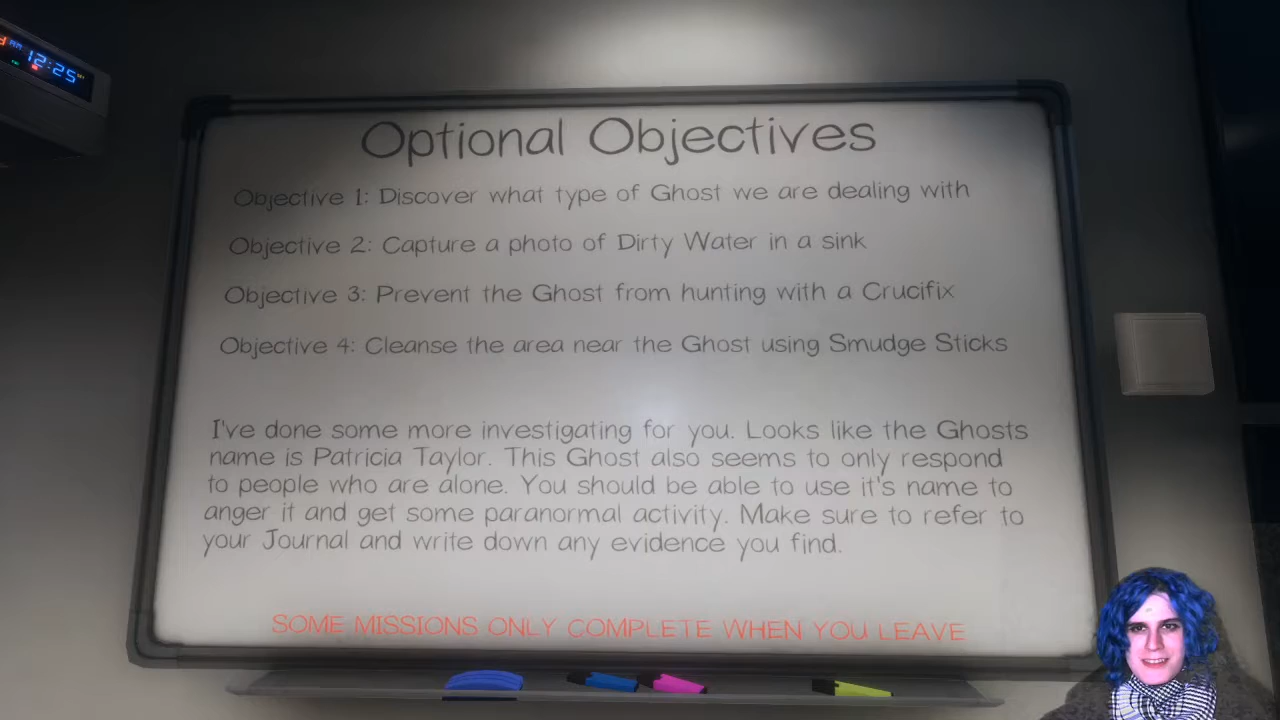 12:25
Optional Objectives
Objective 1: Discover what type of Ghost we are dealing with
Objective 2: Capture a photo of Dirty Water in a sink
Objective 3: Prevent the Ghost from hunting with a Crucifix
Objective 4: Cleanse the area near the Ghost using Smudge Sticks
I've done some more investigating for you. Looks like the Ghosts
name is Patricia Taylor. This Ghost also seems to only respond
to people who are alone. You should be able to use it's name to
anger it and get some paranormal activity. Make sure to refer to
your Journal and write down any evidence you find.
SOME MISSIONS ONLY COMPLETE WHEN YOU LEAVE